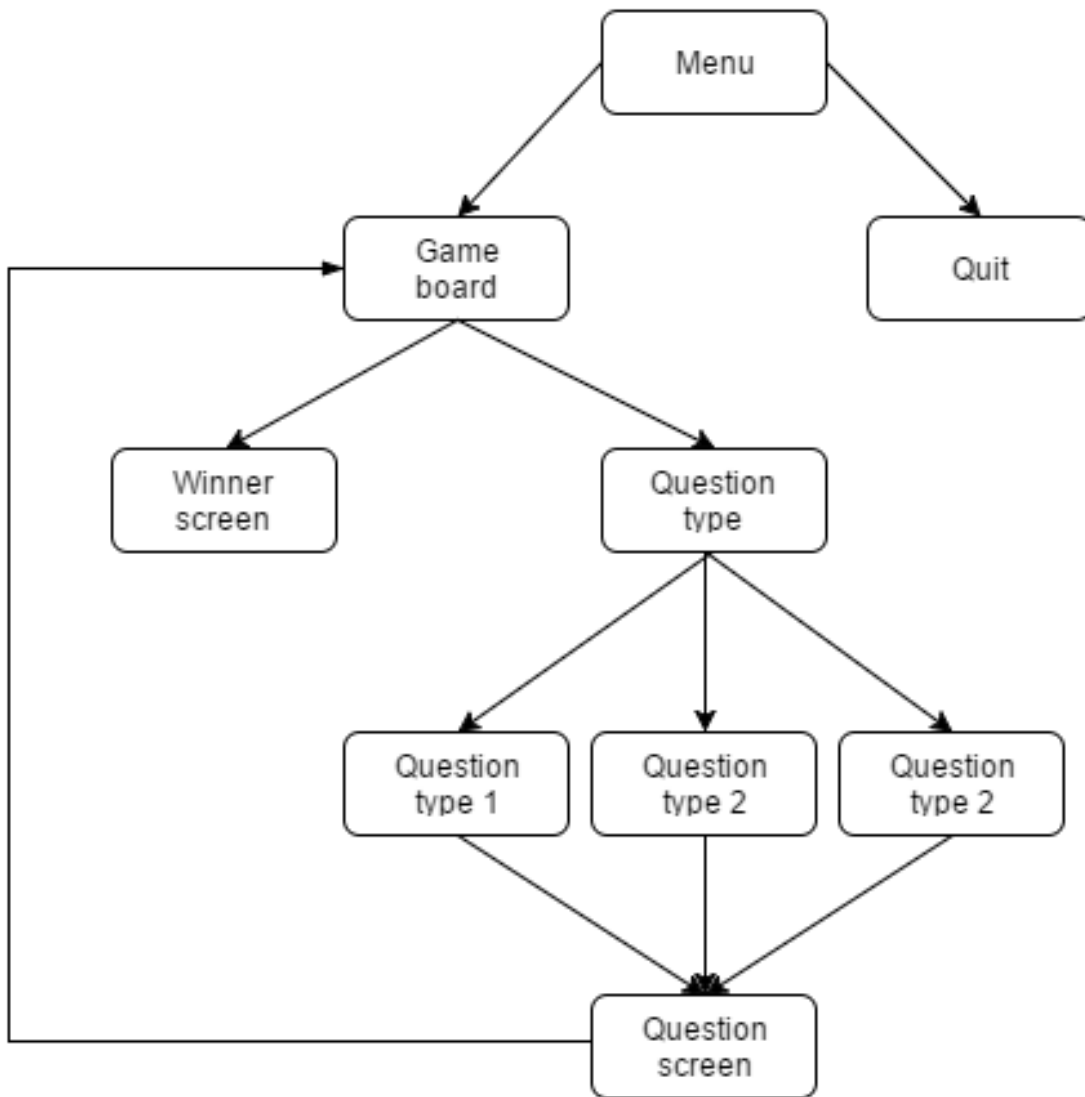 Menu
Game
board
Quit
Winner
screen
Question
type
Question
type 1
Question
type 2
Question
type 2
Question
screen